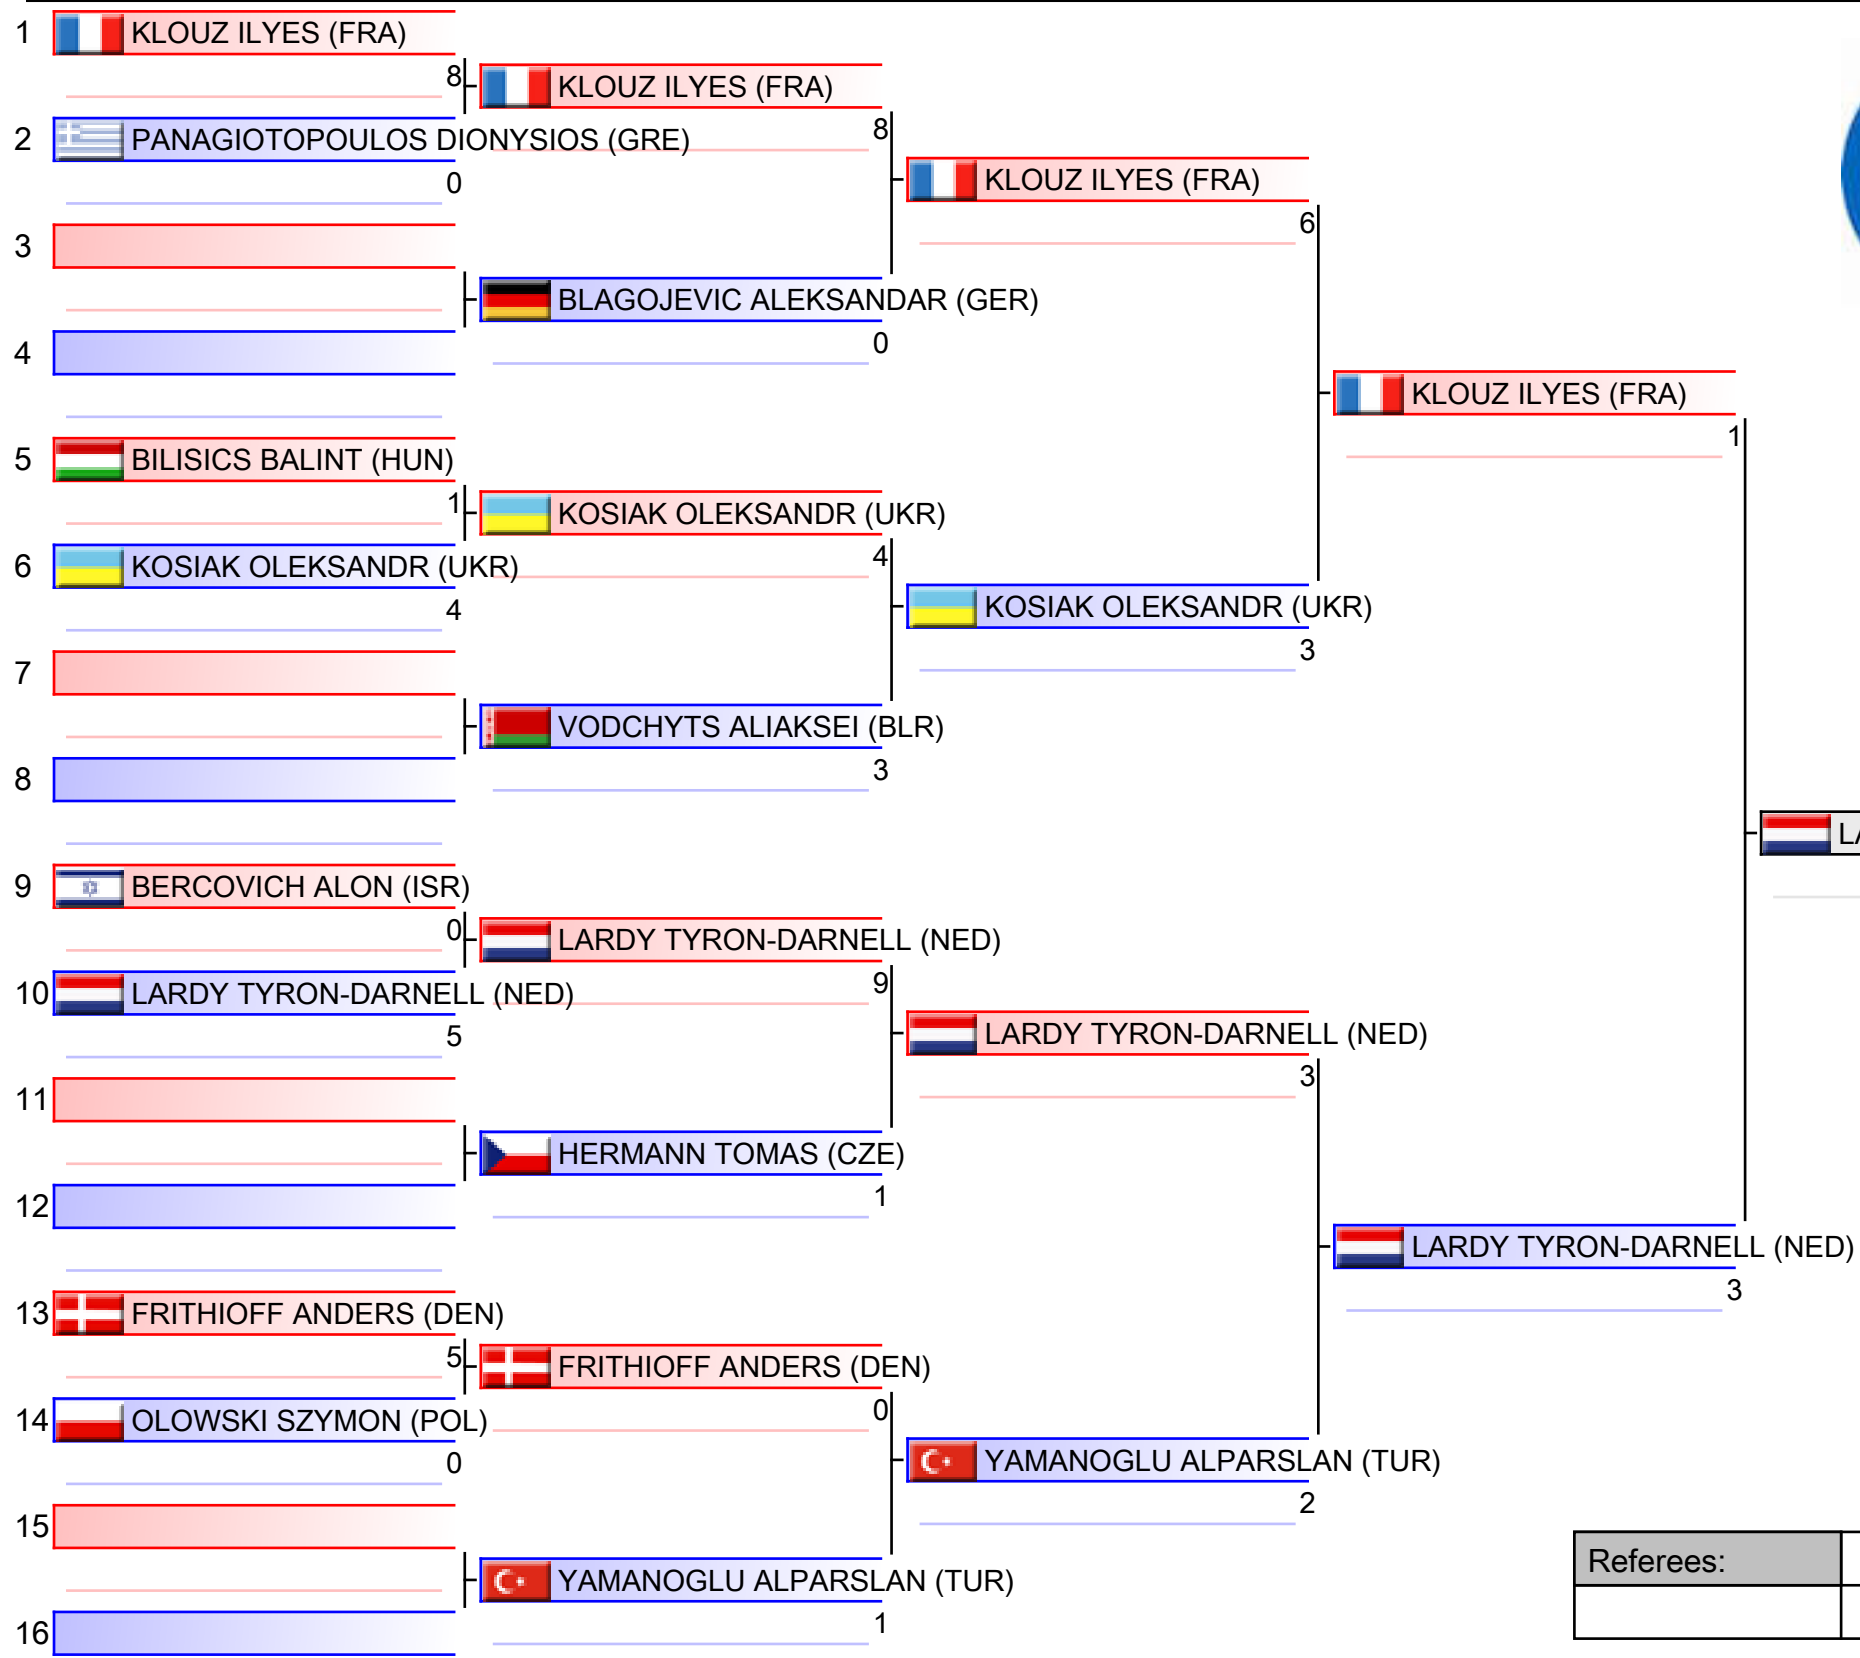 1 KLOUZ ILYES (FRA)
8 KLOUZ ILYES (FRA)
2 PANAGIOTOPOULOS DIONYSIOS (GRE)
8
0
KLOUZ ILYES (FRA)
6
3
BLAGOJEVIC ALEKSANDAR (GER)
0
4
KLOUZ ILYES (FRA)
1
5 BILISICS BALINT (HUN)
1 KOSIAK OLEKSANDR (UKR)
4
6 KOSIAK OLEKSANDR (UKR)
4
KOSIAK OLEKSANDR (UKR)
3
7
VODCHYTS ALIAKSEI (BLR)
3
8
9 BERCOVICH ALON (ISR)
0 LARDY TYRON-DARNELL (NED)
9
10 LARDY TYRON-DARNELL (NED)
5
LARDY TYRON-DARNELL (NED)
3
11
HERMANN TOMAS (CZE)
1
12
LARDY TYRON-DARNELL (NED)
3
13 FRITHIOFF ANDERS (DEN)
5 FRITHIOFF ANDERS (DEN)
0
14 OLOWSKI SZYMON (POL)
0
YAMANOGLU ALPARSLAN (TUR)
2
15
YAMANOGLU ALPARSLAN (TUR)
1
16
Referees: